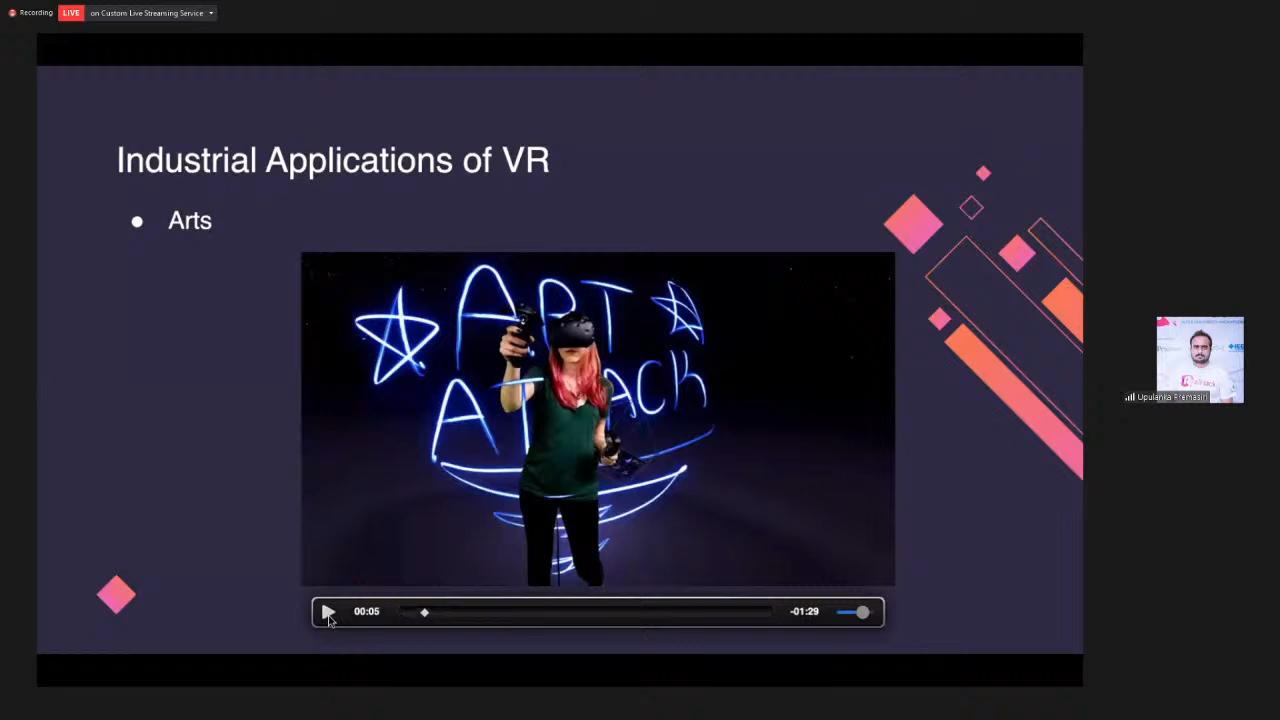 Recording
LIVE on Custom Live Streaming Service
Industrial Applications of VR
Arts
ART
ATTACK
00:05
-01:29
Upulanka Premasiri
IEEE